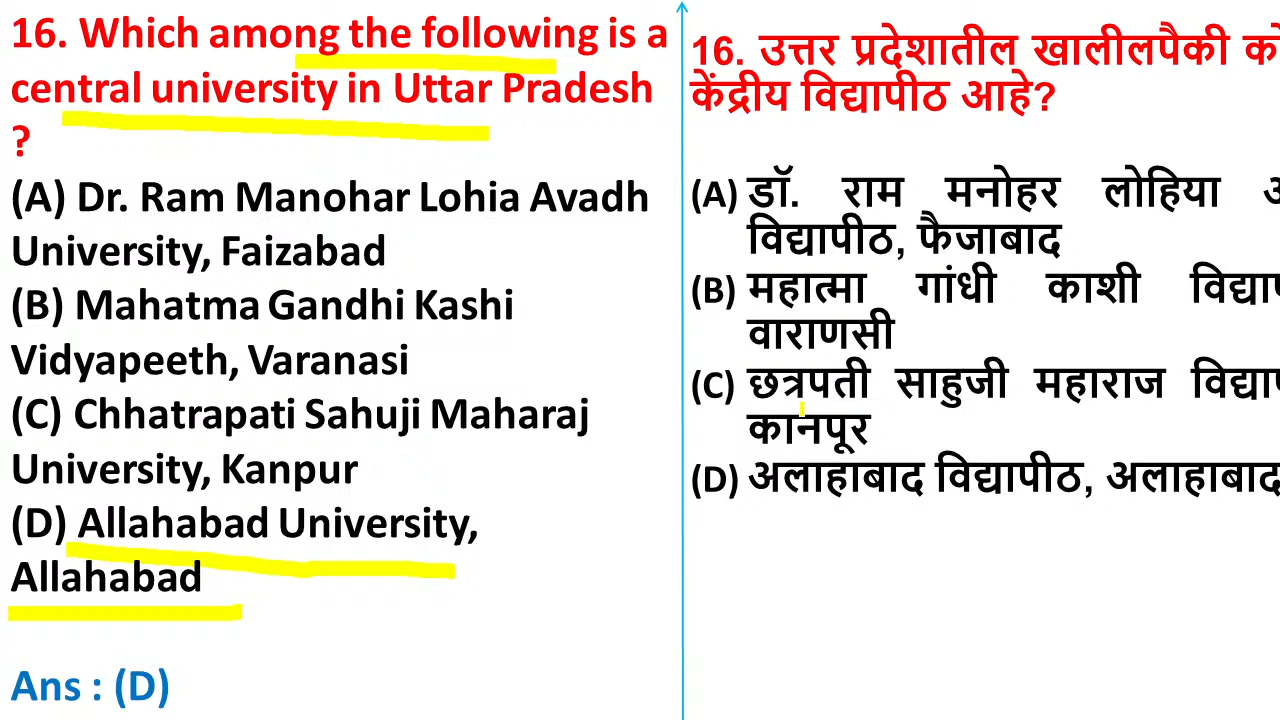 16. Which among the following is a
central university in Uttar Pradesh
?
(A) Dr. Ram Manohar Lohia Avadh
University, Faizabad
(B) Mahatma Gandhi Kashi
Vidyapeeth, Varanasi
(C) Chhatrapati Sahuji Maharaj
University, Kanpur
(D) Allahabad University,
Allahabad
Ans : (D)
16. उत्तर प्रदेशातील खालीलपैकी
केंद्रीय विद्यापीठ आहे?
(A) डॉ. राम मनोहर लोहिया
विद्यापीठ, फैजाबाद
(B) महात्मा गांधी काशी
वाराणसी
(C) छत्रपती साहुजी महाराज
कानपूर
(D) अलाहाबाद विद्यापीठ, अलाहाबाद